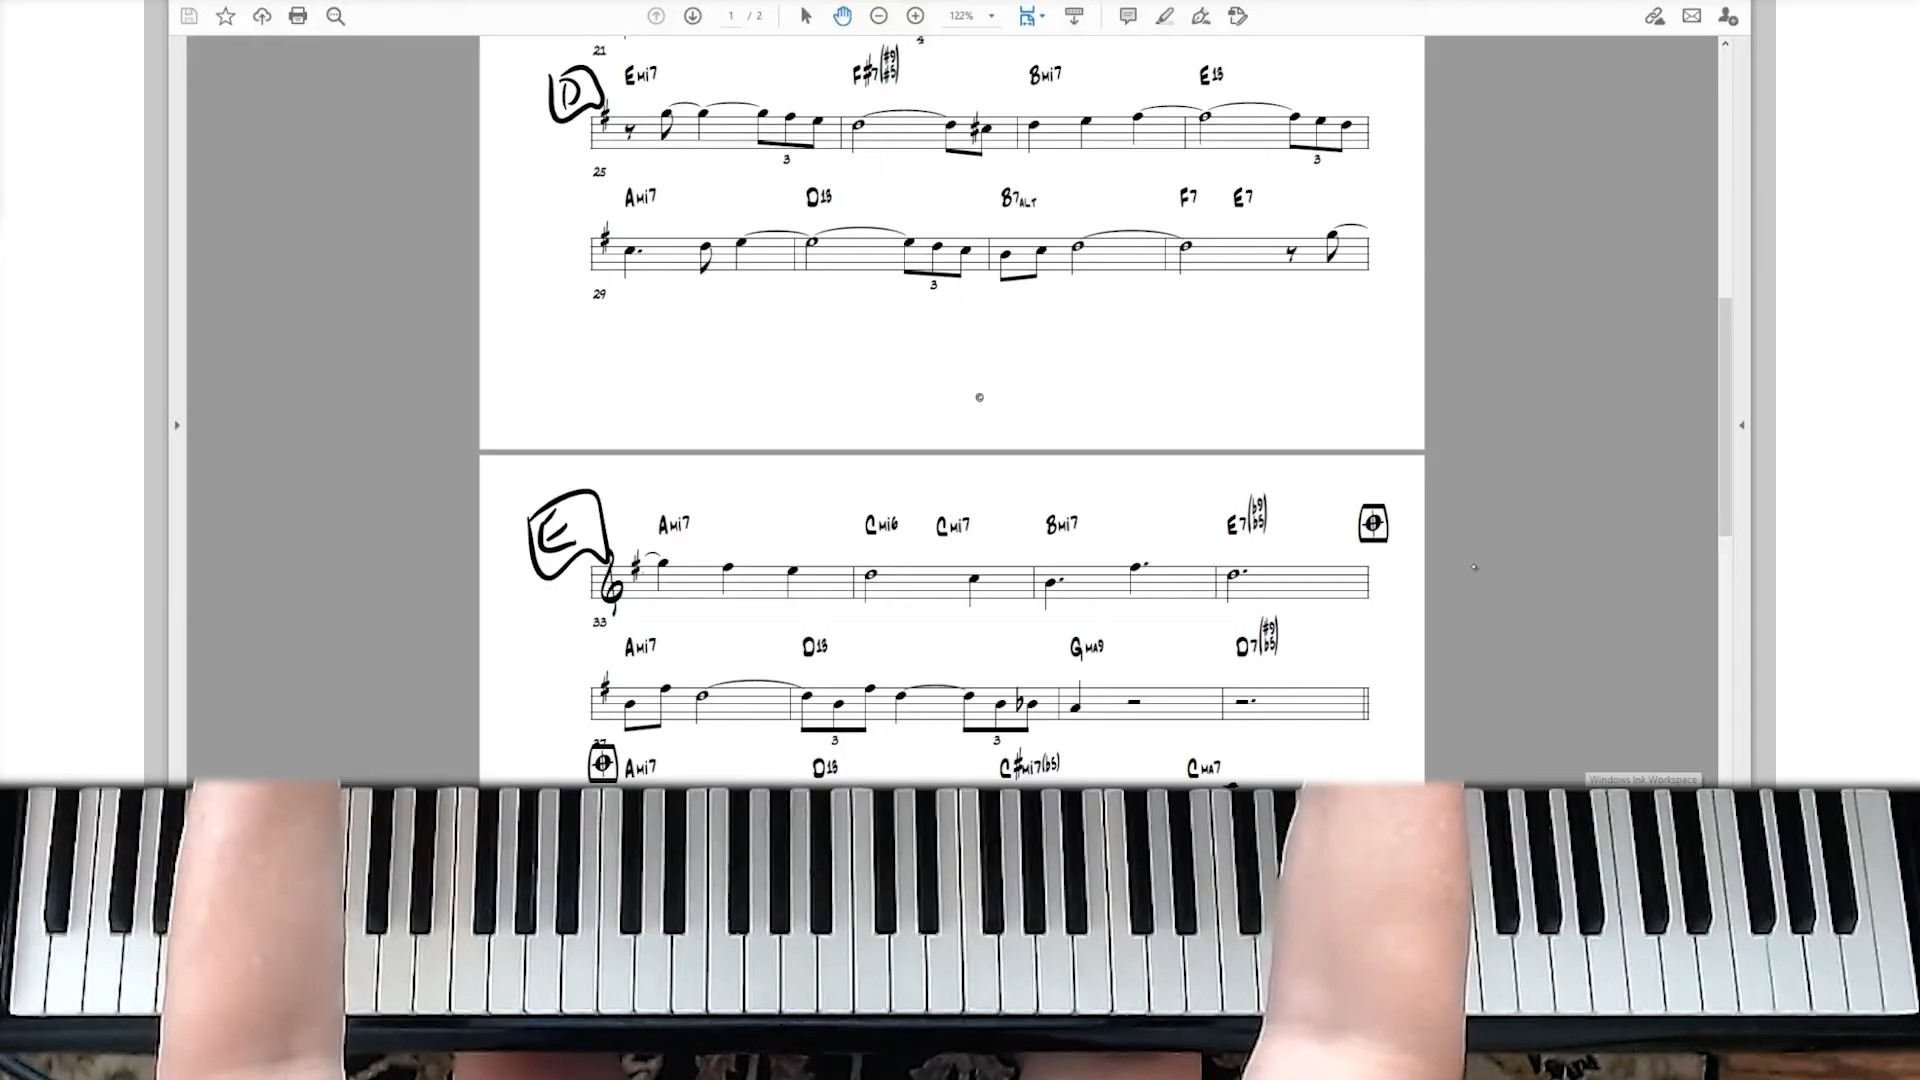 1 / 2 122%
4
21
D Emi7 F#7(#9 #5) Bmi7 E13
3 3
25
Ami7 D13 B7alt F7 E7
3
29
©
E Ami7 Cmi6 Cmi7 Bmi7 E7(b9 b5)
33
Ami7 D13 Gma9 D7(#9 b5)
3 3
37
Ami7 D13 C#mi7(b5) Cma7
Windows Ink Workspace